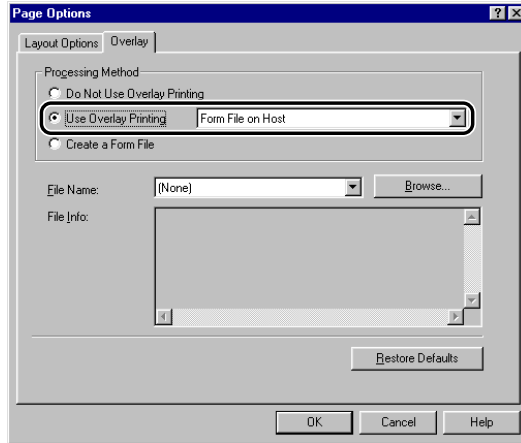 Page Options
Layout Options Overlay
Processing Method
Do Not Use Overlay Printing
Use Overlay Printing Form File on Host
Create a Form File
File Name: (None) Browse...
File Info:
Restore Defaults
OK Cancel Help